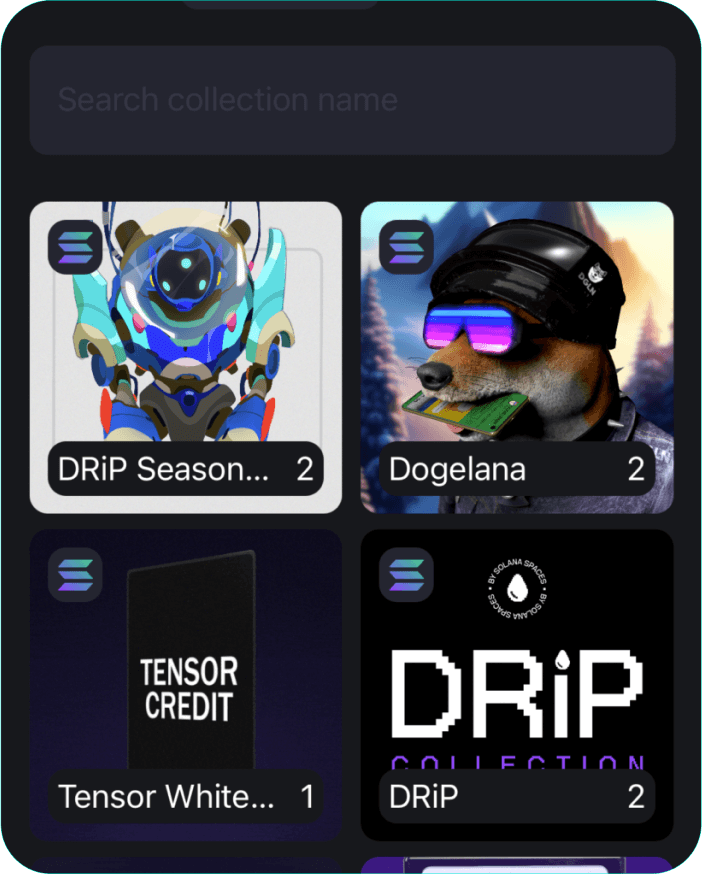 Search collection name
DRiP Season... 2
DGLN
Dogelana 2
TENSOR
CREDIT
Tensor White... 1
• BY SOLANA SPACES • BY SOLANA SPACES
DRiP
COLLECTION
DRiP 2